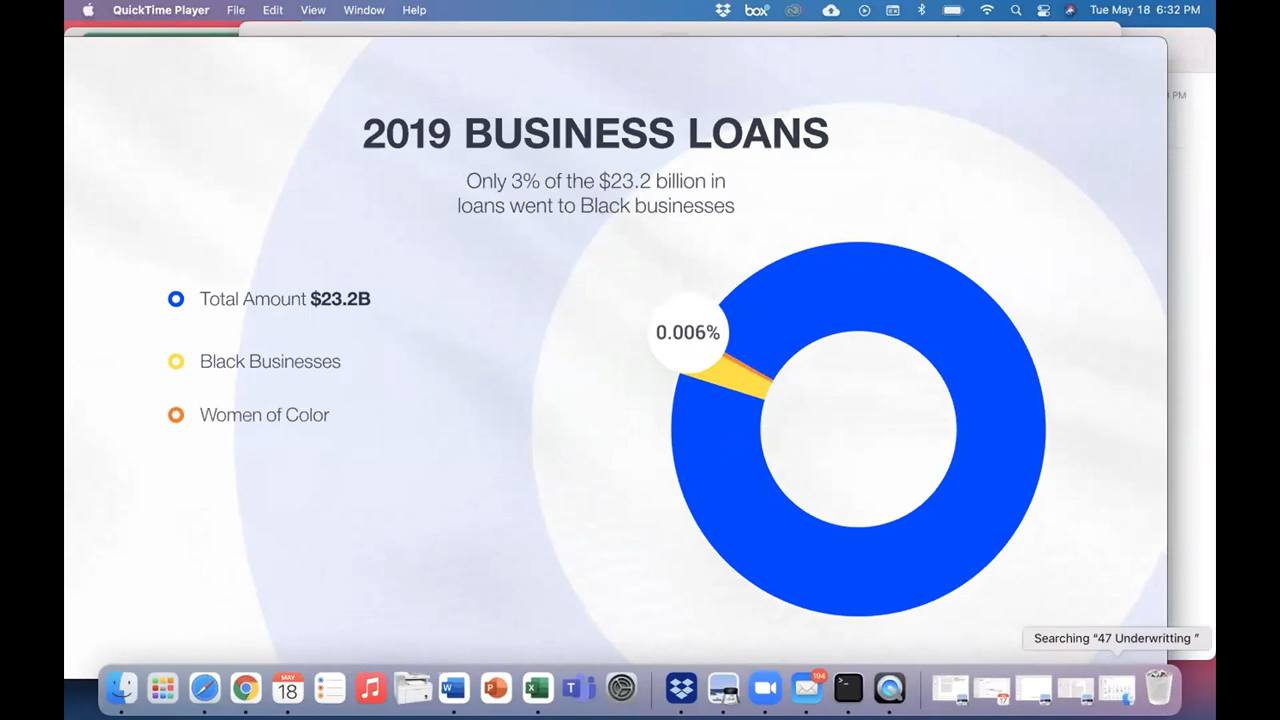 QuickTime Player File Edit View Window Help box Tue May 18 6:32 PM
PM
2019 BUSINESS LOANS
Only 3% of the $23.2 billion in
loans went to Black businesses
Total Amount $23.2B
0.006%
Black Businesses
Women of Color
Searching “47 Underwritting ”
MAY
18
194
17